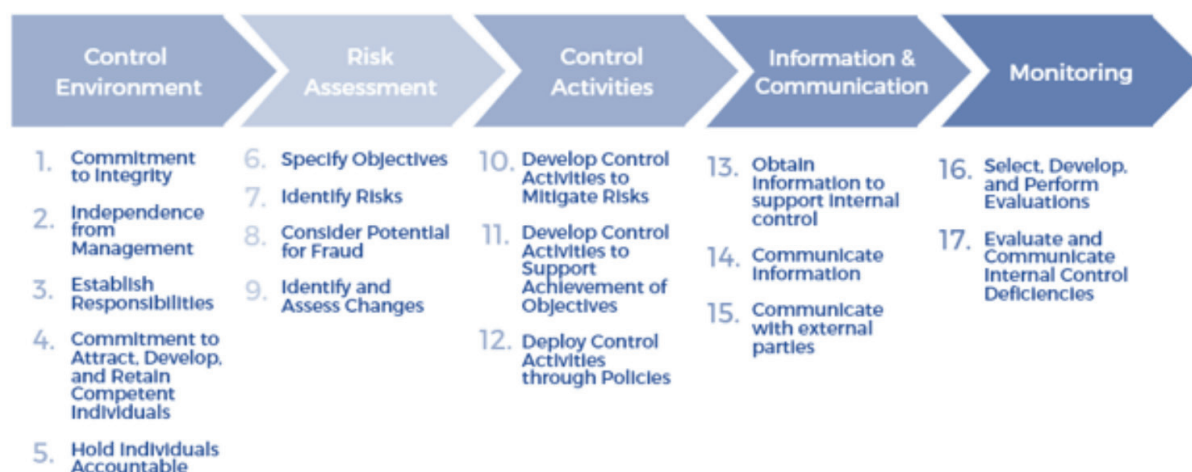 Control
Environment
Risk
Assessment
Control
Activities
Information &
Communication
Monitoring
1. Commitment
to Integrity
2. Independence
from
Management
3. Establish
Responsibilities
4. Commitment to
Attract, Develop,
and Retain
Competent
Individuals
5. Hold Individuals
Accountable
6. Specify Objectives
7. Identify Risks
8. Consider Potential
for Fraud
9. Identify and
Assess Changes
10. Develop Control
Activities to
Mitigate Risks
11. Develop Control
Activities to
Support
Achievement of
Objectives
12. Deploy Control
Activities
through Policies
13. Obtain
Information to
support internal
control
14. Communicate
Information
15. Communicate
with external
parties
16. Select, Develop,
and Perform
Evaluations
17. Evaluate and
Communicate
Internal Control
Deficiencies